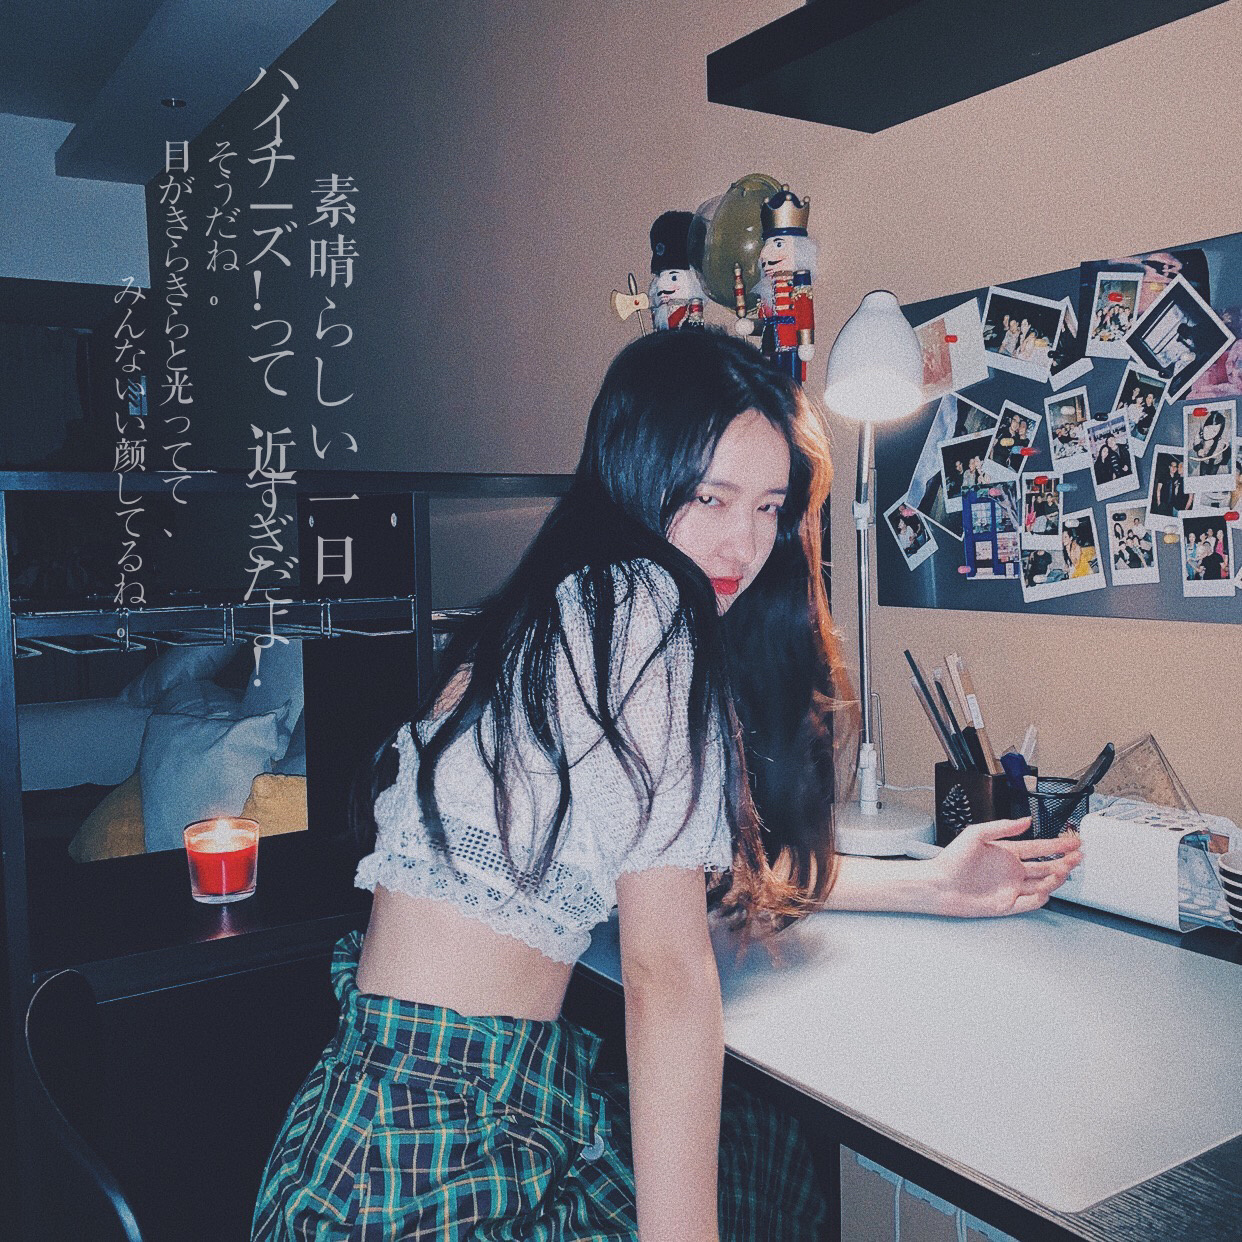 素晴らしい一日
ハイチーズ!って 近すぎだよ!
そうだね。
目がきらきらと光ってて、
みんないい顔してるね。